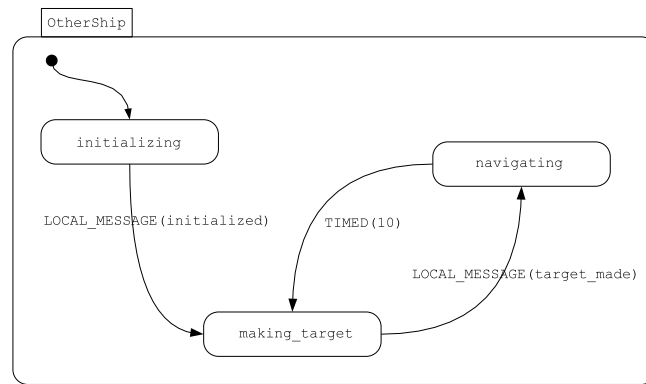 OtherShip
initializing
navigating
LOCAL_MESSAGE(initialized)
TIMED(10)
LOCAL_MESSAGE(target_made)
making_target